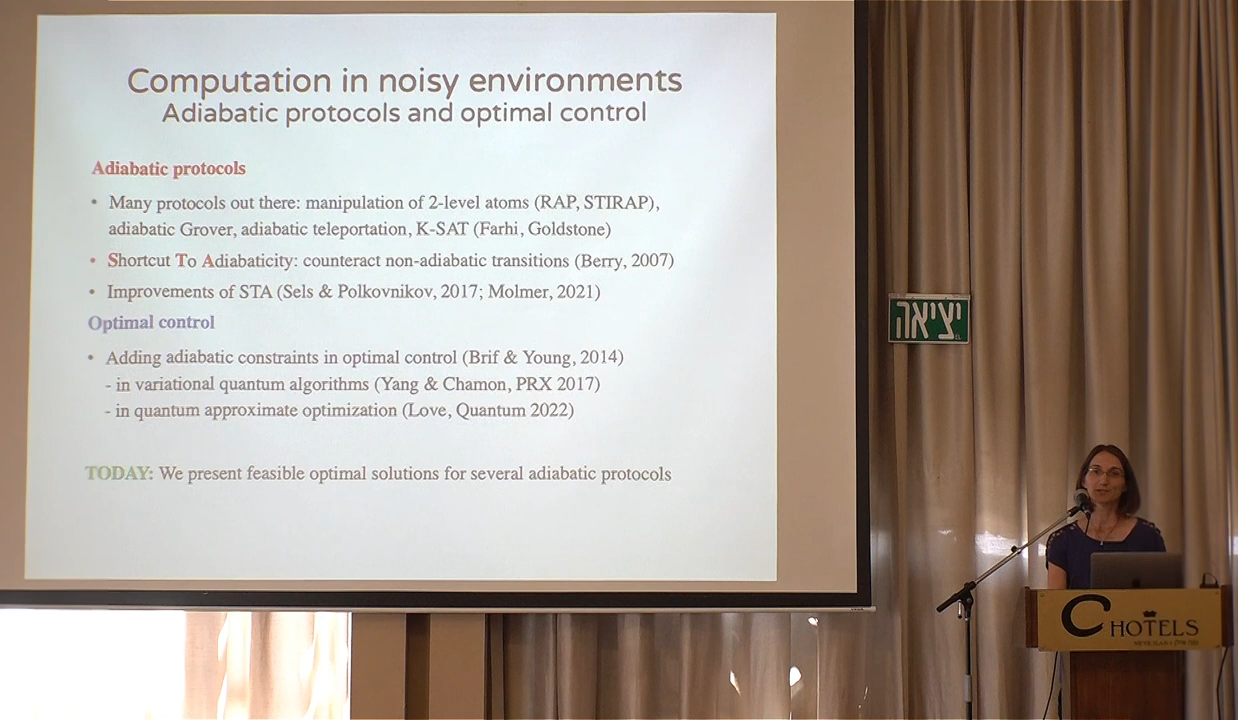 Computation in noisy environments
Adiabatic protocols and optimal control
Adiabatic protocols
• Many protocols out there: manipulation of 2-level atoms (RAP, STIRAP),
adiabatic Grover, adiabatic teleportation, K-SAT (Farhi, Goldstone)
• Shortcut To Adiabaticity: counteract non-adiabatic transitions (Berry, 2007)
• Improvements of STA (Sels & Polkovnikov, 2017; Molmer, 2021)
Optimal control
• Adding adiabatic constraints in optimal control (Brif & Young, 2014)
- in variational quantum algorithms (Yang & Chamon, PRX 2017)
- in quantum approximate optimization (Love, Quantum 2022)
TODAY: We present feasible optimal solutions for several adiabatic protocols
יציאה
C HOTELS